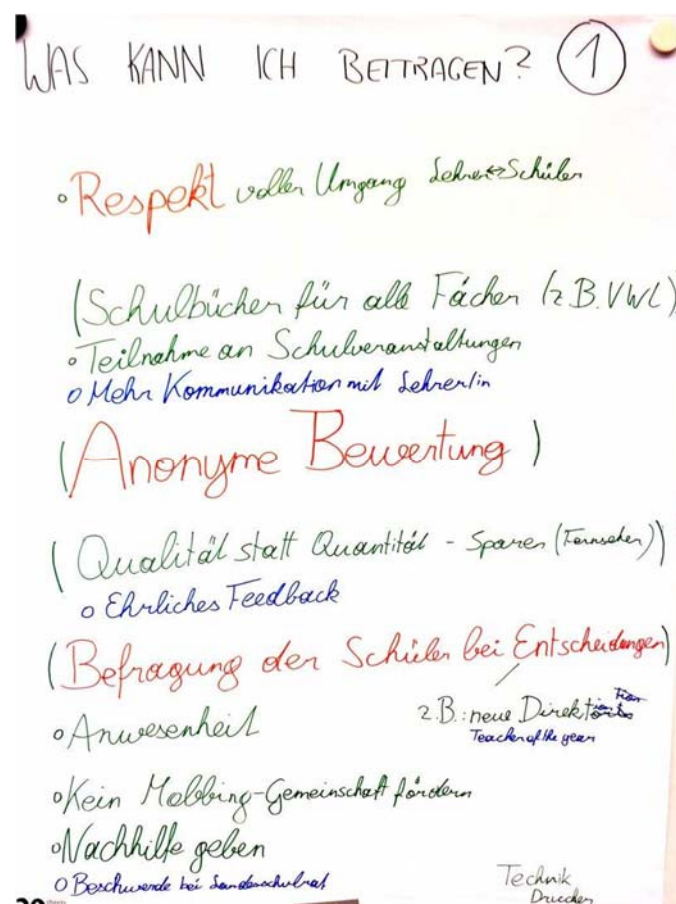 WAS KANN ICH BEITRAGEN? 1
o Respekt voller Umgang Lehrer↔Schüler
(Schulbücher für alle Fächer (z.B. VWL)
o Teilnahme an Schulveranstaltungen
o Mehr Kommunikation mit Lehrer/in
(Anonyme Bewertung)
(Qualität statt Quantität - Sparen (Fernseher))
o Ehrliches Feedback
(Befragung der Schüler bei Entscheidungen)
o Anwesenheit z.B.: neue Direk
Teacher of the year
o Kein Mobbing-Gemeinschaft fördern
o Nachhilfe geben
o Beschwerde bei Landesschulrat
Technik
Drucker